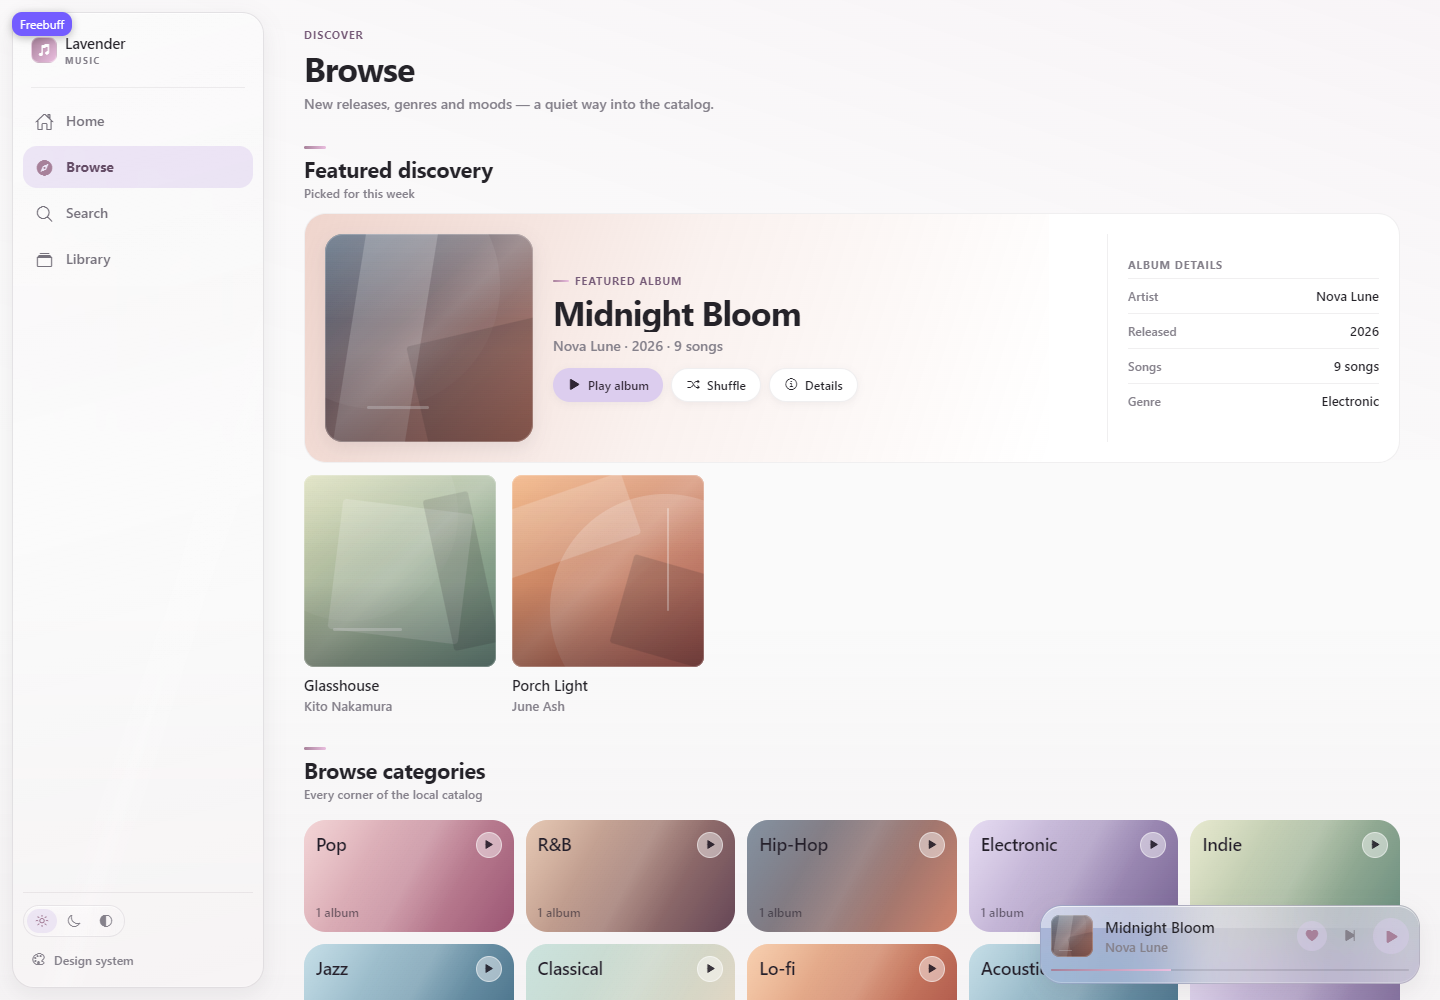 Freebuff
Lavender
MUSIC
Home
Browse
Search
Library
Design system
DISCOVER
Browse
New releases, genres and moods — a quiet way into the catalog.
Featured discovery
Picked for this week
FEATURED ALBUM
Midnight Bloom
Nova Lune · 2026 · 9 songs
Play album
Shuffle
Details
ALBUM DETAILS
Artist Nova Lune
Released 2026
Songs 9 songs
Genre Electronic
Glasshouse
Kito Nakamura
Porch Light
June Ash
Browse categories
Every corner of the local catalog
Pop
1 album
R&B
1 album
Hip-Hop
1 album
Electronic
1 album
Indie
Jazz
Classical
Lo-fi
Acousti
Midnight Bloom
Nova Lune